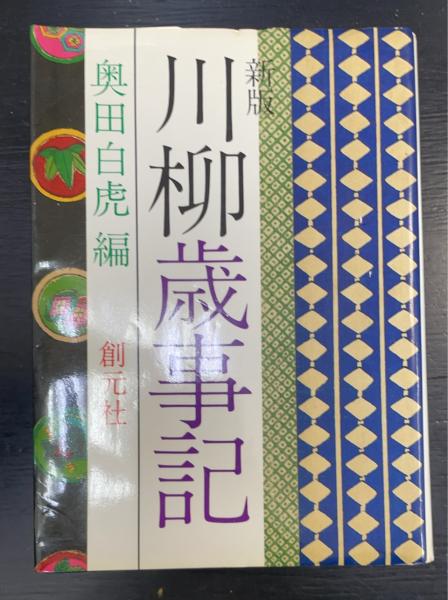 新版
川柳歳事記
奥田白虎 編
創元社